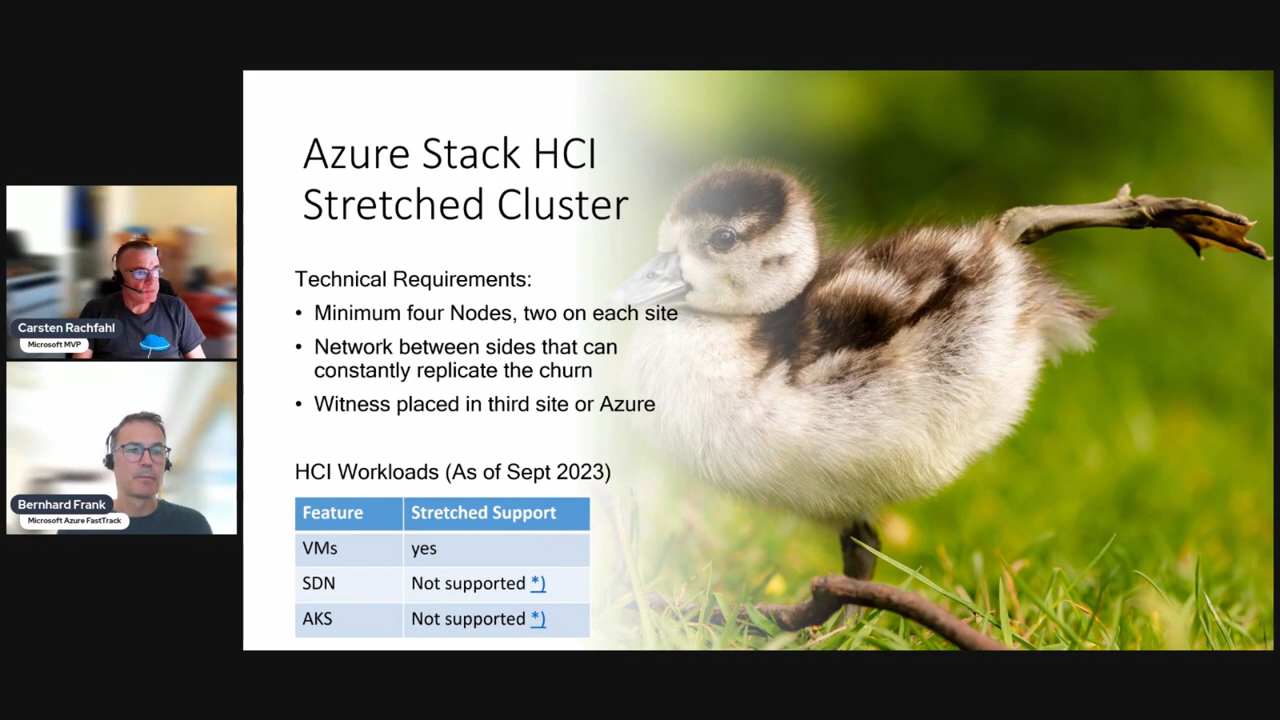 Azure Stack HCI
Stretched Cluster
Technical Requirements:
• Minimum four Nodes, two on each site
• Network between sides that can
constantly replicate the churn
• Witness placed in third site or Azure
HCI Workloads (As of Sept 2023)
Feature Stretched Support
VMs yes
SDN Not supported *)
AKS Not supported *)
Carsten Rachfahl
Microsoft MVP
Bernhard Frank
Microsoft Azure FastTrack